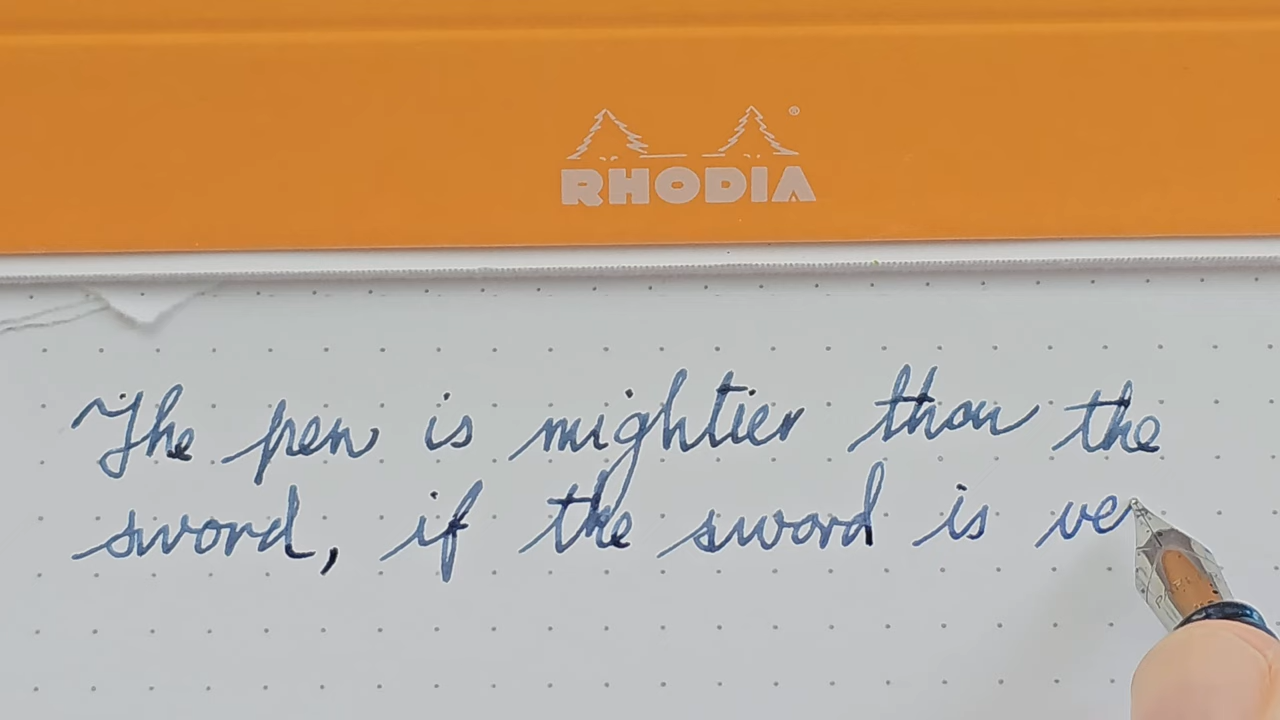 RHODIA
The pen is mightier than the
sword, if the sword is ve